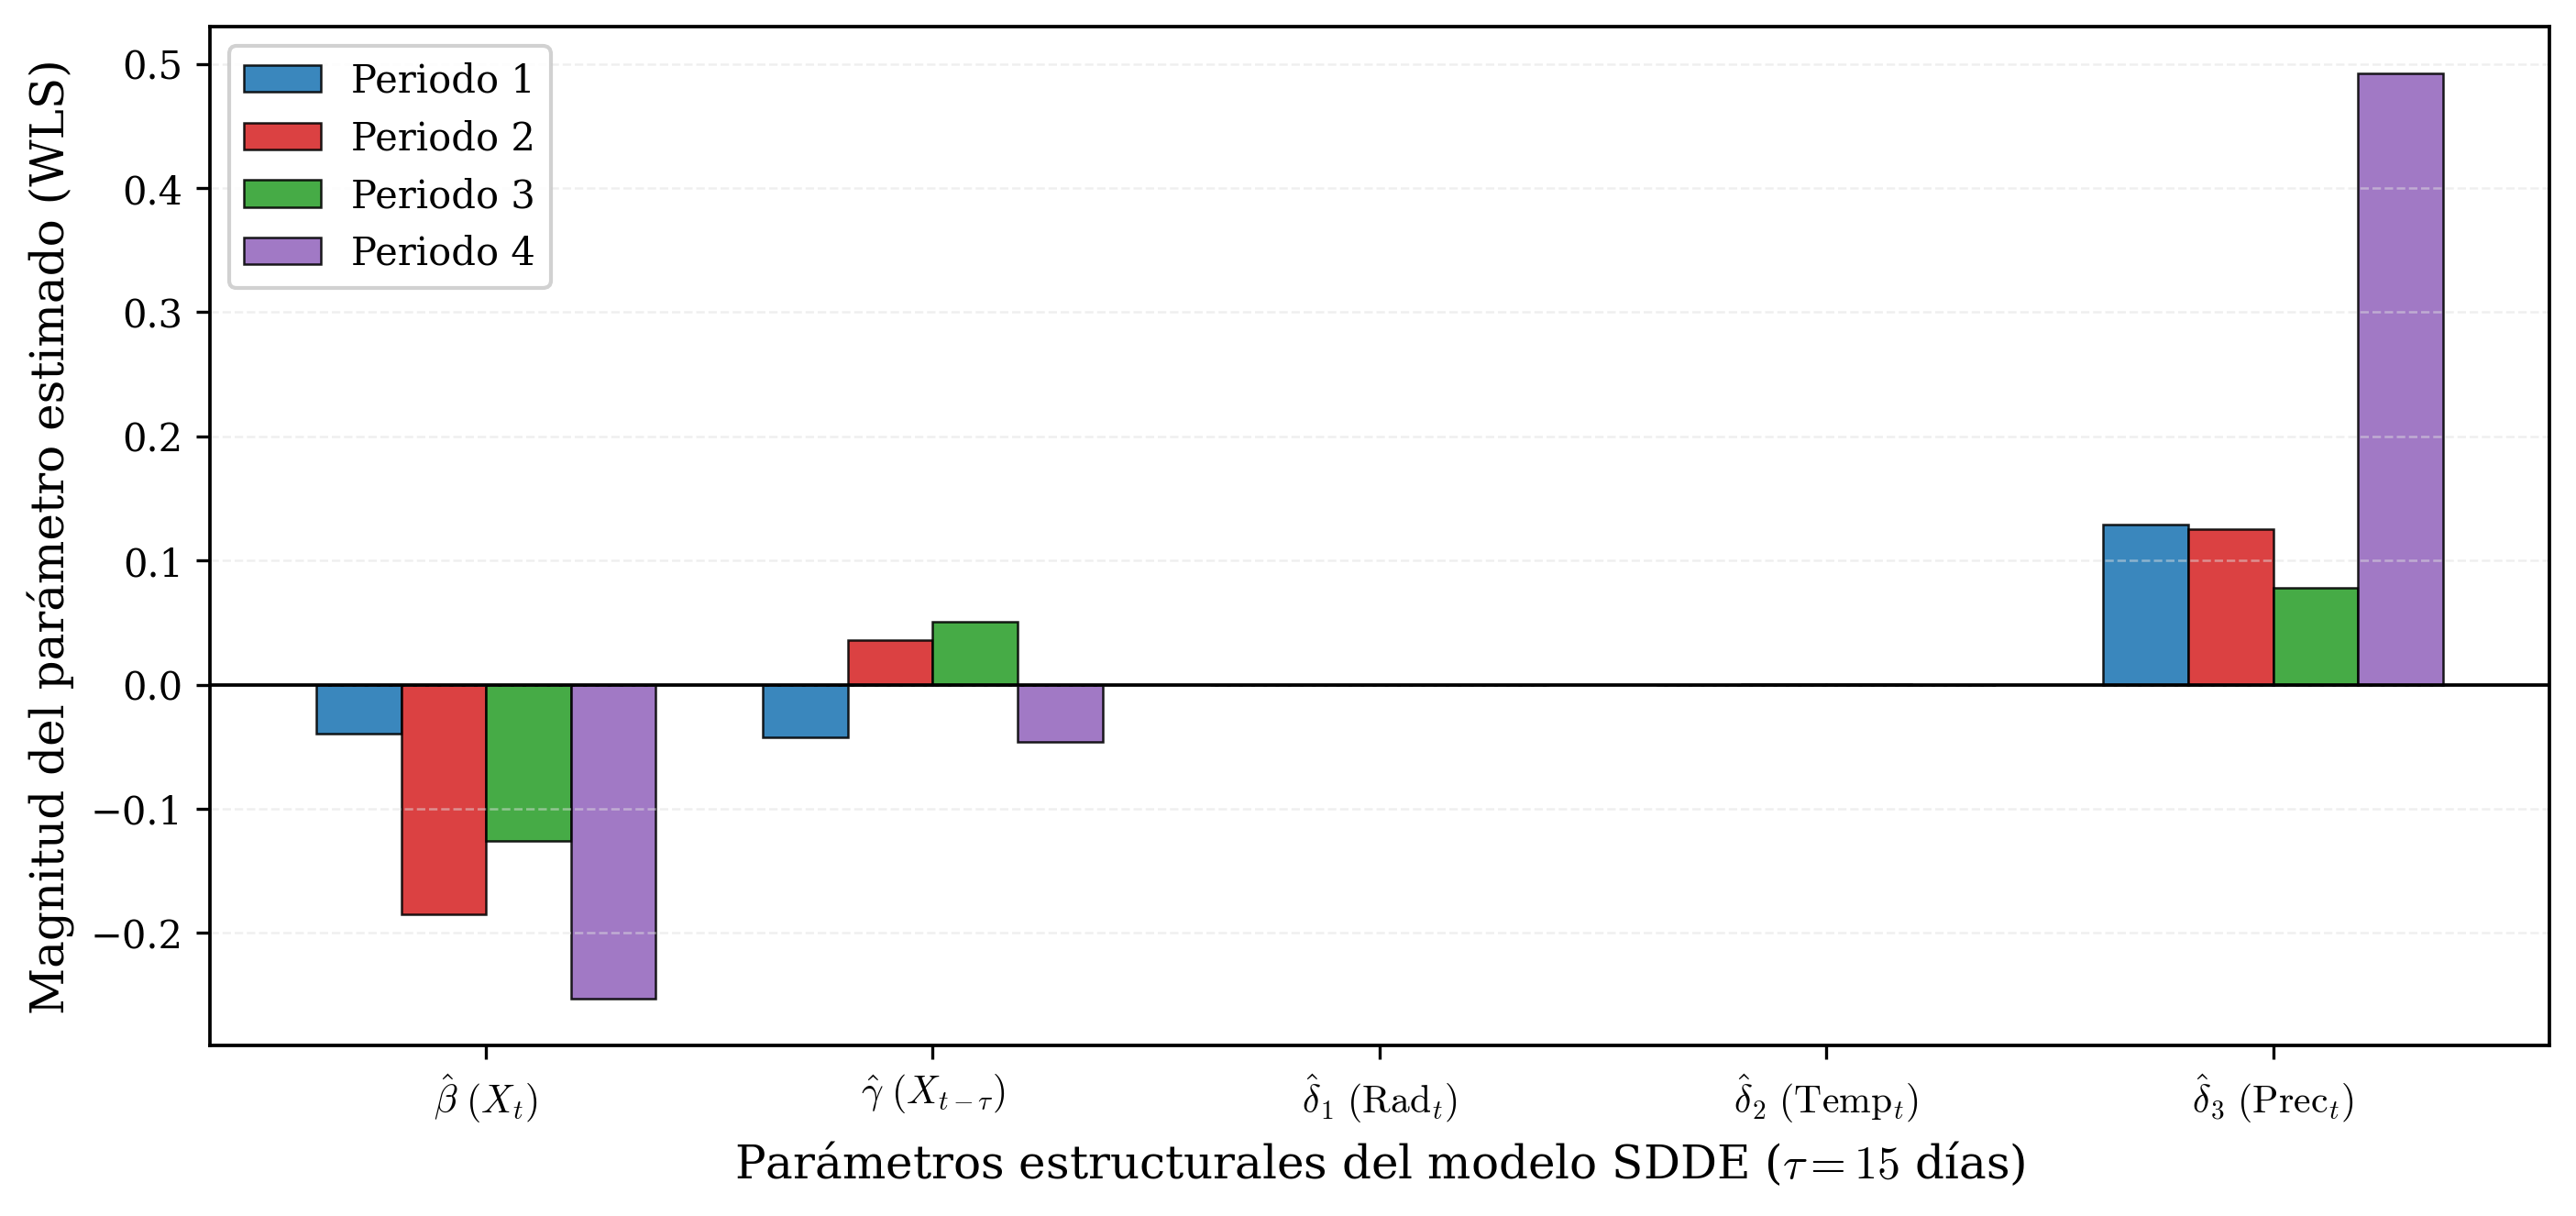 Magnitud del parámetro estimado (WLS)
0.5
0.4
0.3
0.2
0.1
0.0
−0.1
−0.2
Periodo 1
Periodo 2
Periodo 3
Periodo 4
β̂ (Xₜ)
γ̂ (Xₜ₋τ)
δ̂₁ (Radₜ)
δ̂₂ (Tempₜ)
δ̂₃ (Precₜ)
Parámetros estructurales del modelo SDDE (τ = 15 días)